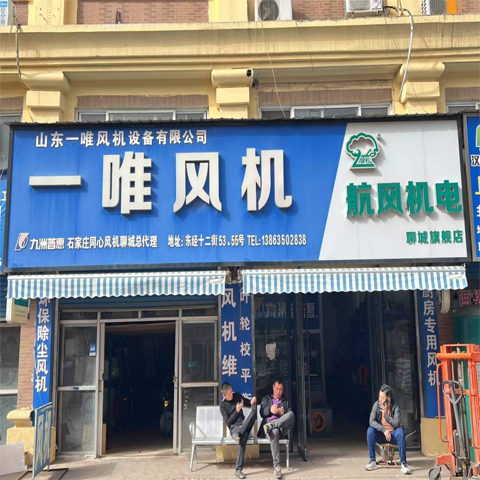 山东一唯风机设备有限公司
一唯风机
九洲普惠 石家庄同心风机聊城总代理 地址:东经十二街53、55号 TEL:13863502838
航风机电
聊城旗舰店
环保除尘风机
风机维
叶轮校平
厨房专用风机